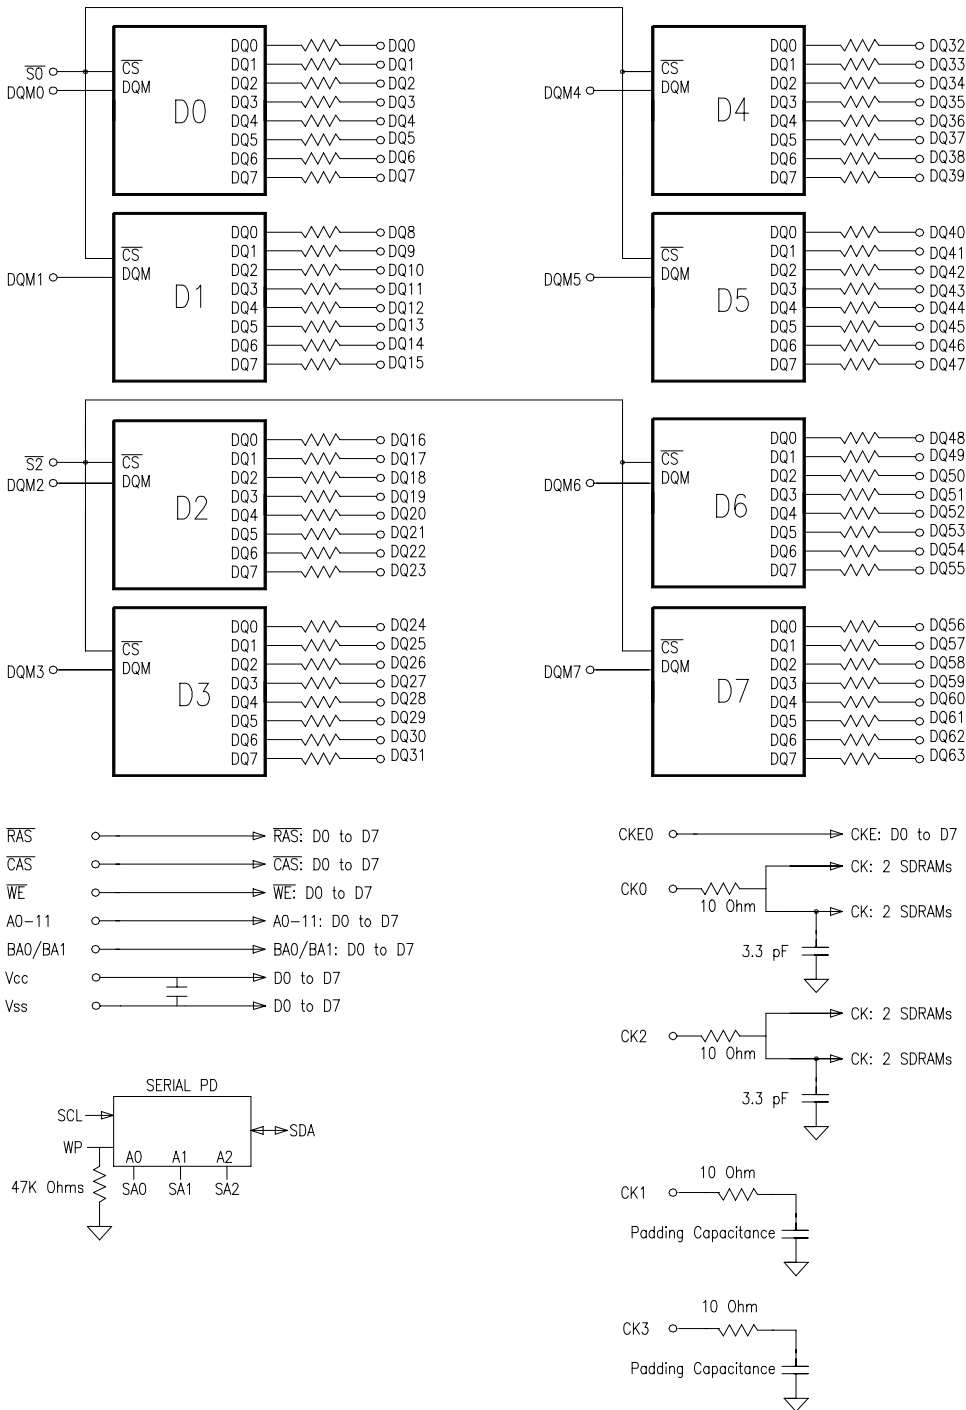 S0
DQM0
CS
DQM
D0
DQ0 DQ0
DQ1 DQ1
DQ2 DQ2
DQ3 DQ3
DQ4 DQ4
DQ5 DQ5
DQ6 DQ6
DQ7 DQ7
DQM4
CS
DQM
D4
DQ0 DQ32
DQ1 DQ33
DQ2 DQ34
DQ3 DQ35
DQ4 DQ36
DQ5 DQ37
DQ6 DQ38
DQ7 DQ39
DQM1
CS
DQM
D1
DQ0 DQ8
DQ1 DQ9
DQ2 DQ10
DQ3 DQ11
DQ4 DQ12
DQ5 DQ13
DQ6 DQ14
DQ7 DQ15
DQM5
CS
DQM
D5
DQ0 DQ40
DQ1 DQ41
DQ2 DQ42
DQ3 DQ43
DQ4 DQ44
DQ5 DQ45
DQ6 DQ46
DQ7 DQ47
S2
DQM2
CS
DQM
D2
DQ0 DQ16
DQ1 DQ17
DQ2 DQ18
DQ3 DQ19
DQ4 DQ20
DQ5 DQ21
DQ6 DQ22
DQ7 DQ23
DQM6
CS
DQM
D6
DQ0 DQ48
DQ1 DQ49
DQ2 DQ50
DQ3 DQ51
DQ4 DQ52
DQ5 DQ53
DQ6 DQ54
DQ7 DQ55
DQM3
CS
DQM
D3
DQ0 DQ24
DQ1 DQ25
DQ2 DQ26
DQ3 DQ27
DQ4 DQ28
DQ5 DQ29
DQ6 DQ30
DQ7 DQ31
DQM7
CS
DQM
D7
DQ0 DQ56
DQ1 DQ57
DQ2 DQ58
DQ3 DQ59
DQ4 DQ60
DQ5 DQ61
DQ6 DQ62
DQ7 DQ63
RAS RAS: D0 to D7
CAS CAS: D0 to D7
WE WE: D0 to D7
A0-11 A0-11: D0 to D7
BA0/BA1 BA0/BA1: D0 to D7
Vcc D0 to D7
Vss D0 to D7
CKE0 CKE: D0 to D7
CK: 2 SDRAMs
CK0
10 Ohm
CK: 2 SDRAMs
3.3 pF
CK: 2 SDRAMs
CK2
10 Ohm
CK: 2 SDRAMs
3.3 pF
SERIAL PD
SCL
SDA
WP
A0 A1 A2
47K Ohms
SA0 SA1 SA2
10 Ohm
CK1
Padding Capacitance
10 Ohm
CK3
Padding Capacitance